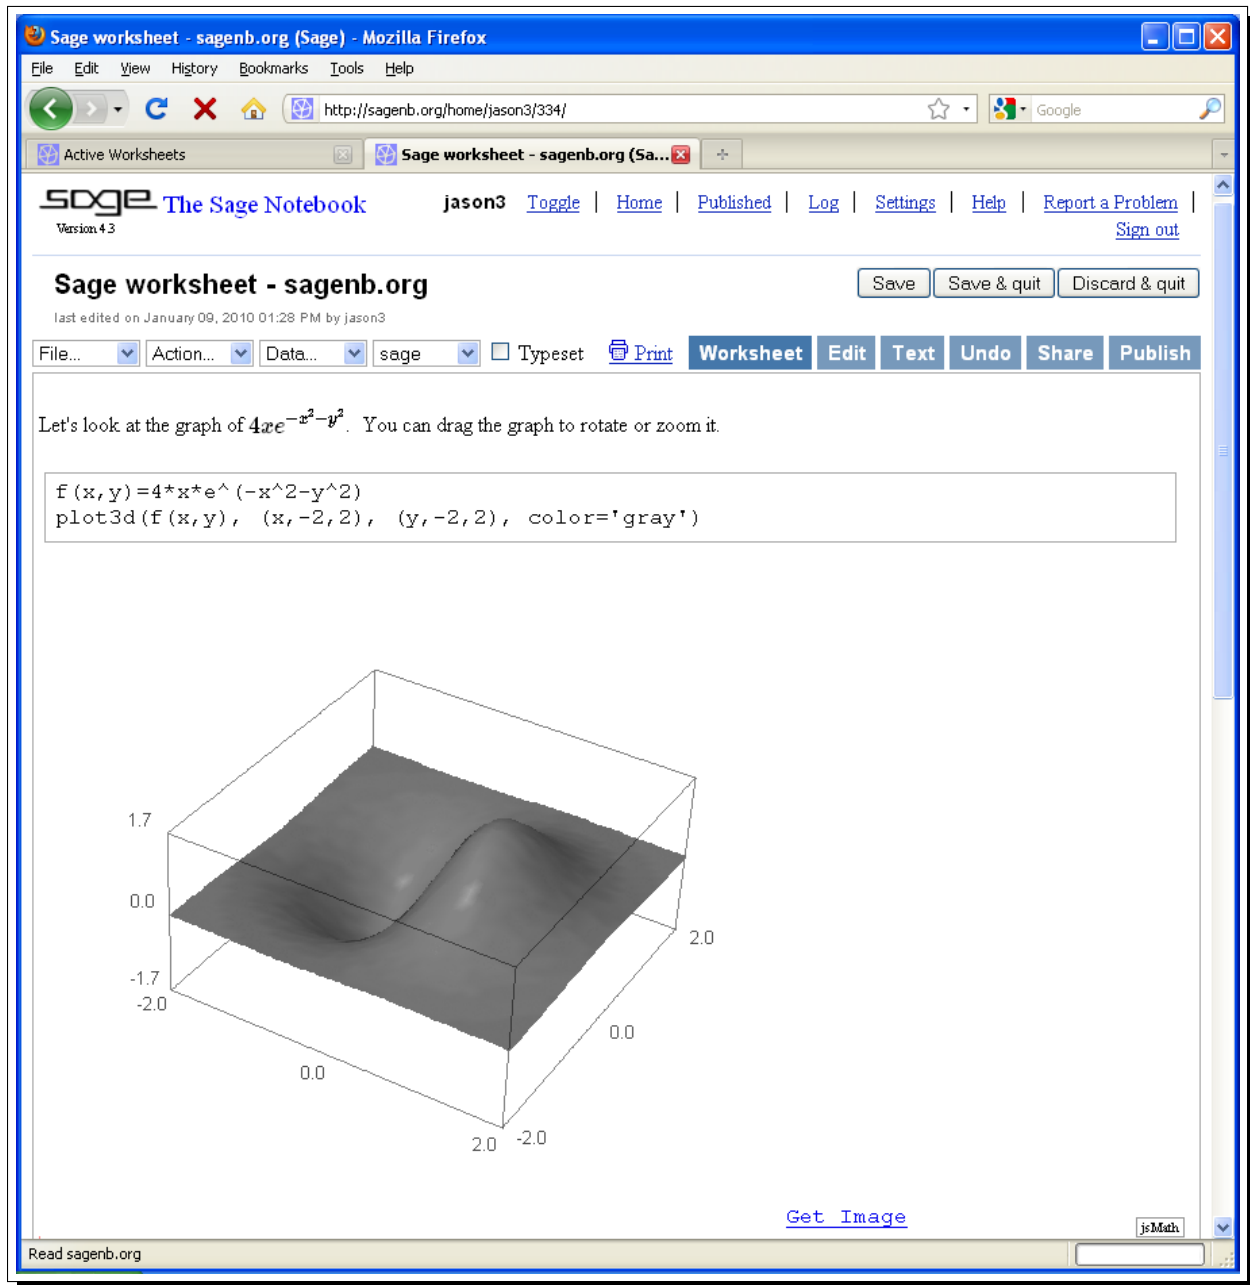 Sage worksheet - sagenb.org (Sage) - Mozilla Firefox
File Edit View History Bookmarks Tools Help
http://sagenb.org/home/jason3/334/ Google
Active Worksheets Sage worksheet - sagenb.org (Sa...
sage The Sage Notebook jason3 Toggle | Home | Published | Log | Settings | Help | Report a Problem |
Version 4.3 Sign out
Sage worksheet - sagenb.org Save Save & quit Discard & quit
last edited on January 09, 2010 01:28 PM by jason3
File... Action... Data... sage Typeset Print Worksheet Edit Text Undo Share Publish
Let's look at the graph of 4xe^{-x^2-y^2}. You can drag the graph to rotate or zoom it.
f(x,y)=4*x*e^(-x^2-y^2)
plot3d(f(x,y), (x,-2,2), (y,-2,2), color='gray')
1.7
0.0
-1.7
-2.0
0.0
2.0
-2.0
0.0
2.0
Get Image
jsMath
Read sagenb.org